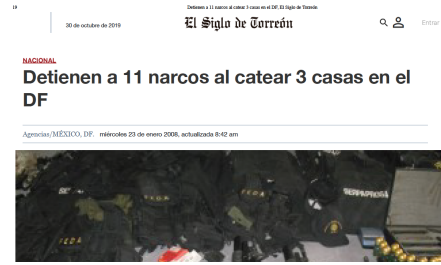 19
Detienen a 11 narcos al catear 3 casas en el DF, El Siglo de Torreón
30 de octubre de 2019
El Siglo de Torreón
Entrar
NACIONAL
Detienen a 11 narcos al catear 3 casas en el
DF
Agencias/MÉXICO, DF. miércoles 23 de enero 2008, actualizada 8:42 am
F.E.D.A.
F.E.D.A.
F.E.D.A.